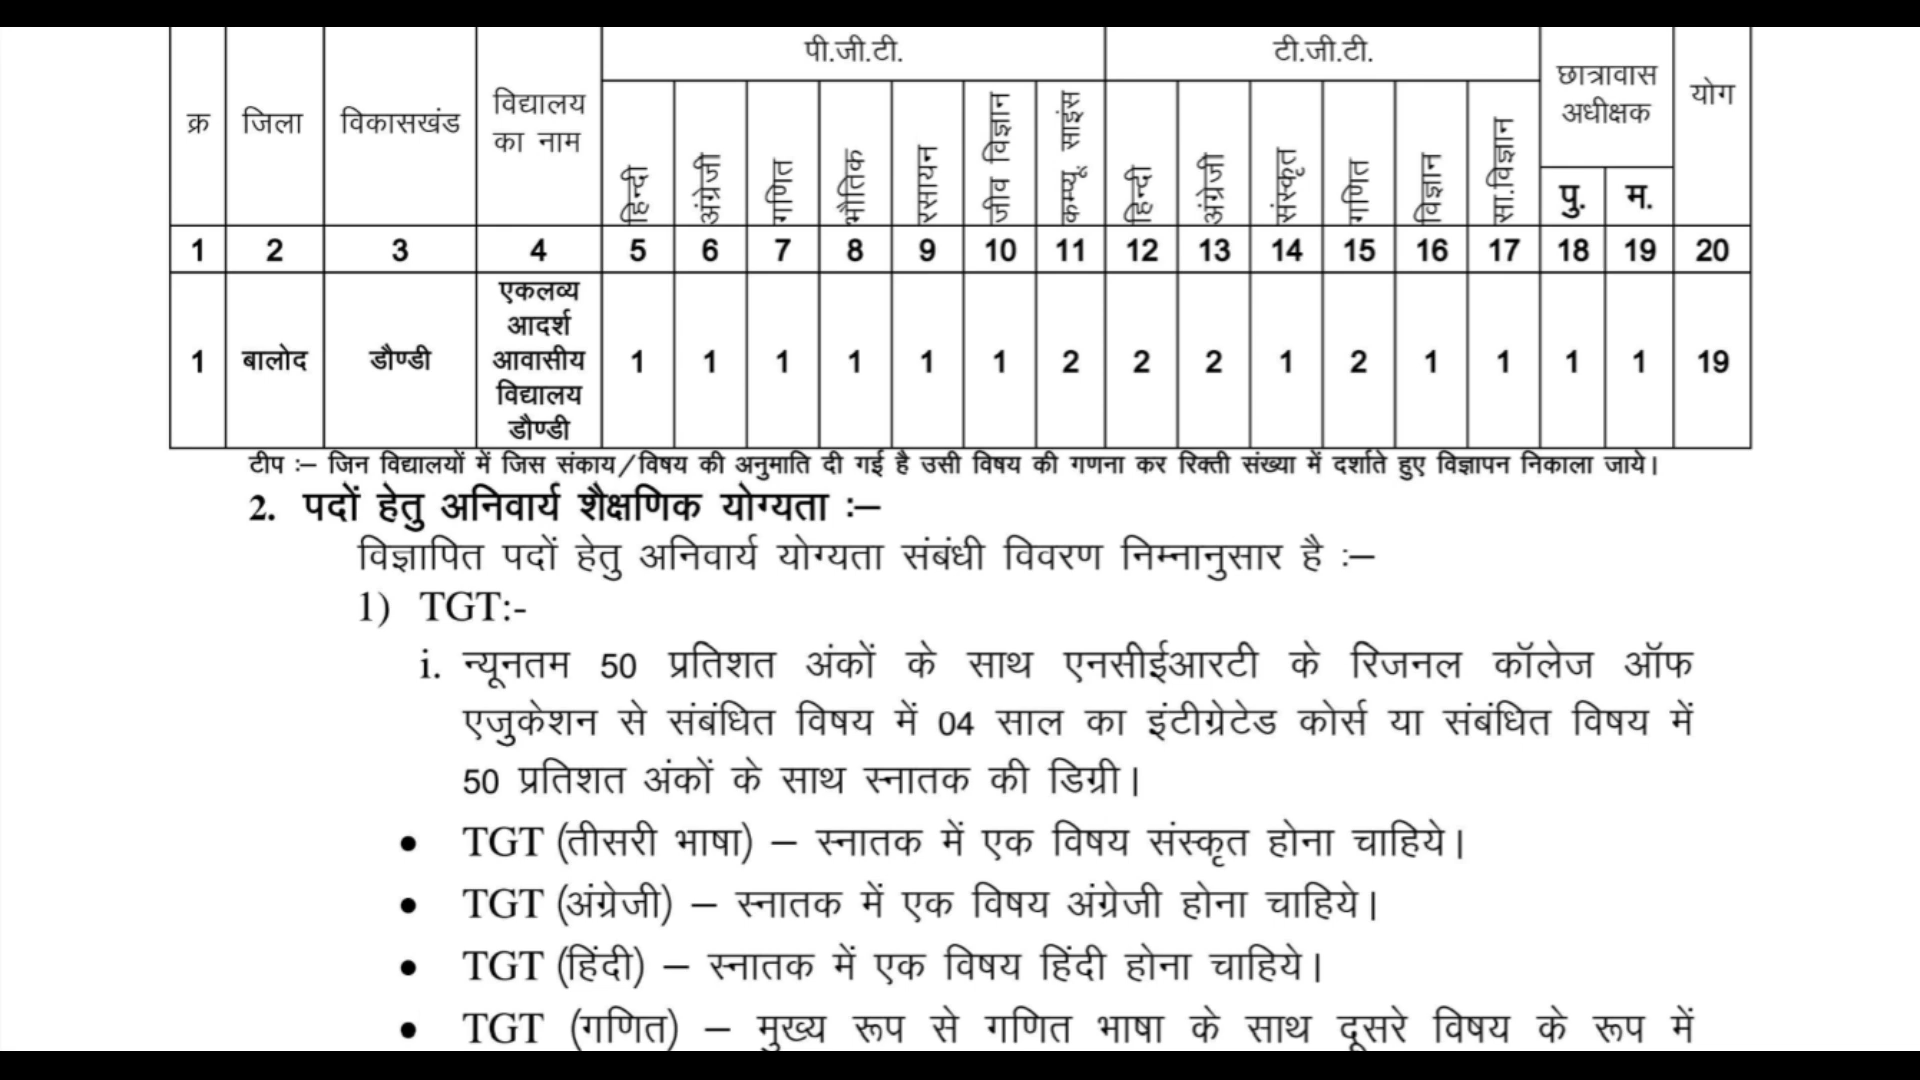 क्र जिला विकासखंड विद्यालय का नाम पी.जी.टी. टी.जी.टी. छात्रावास अधीक्षक योग
हिन्दी अंग्रेजी गणित भौतिक रसायन जीव विज्ञान कम्प्यू. साइंस हिन्दी अंग्रेजी संस्कृत गणित विज्ञान सा.विज्ञान पु. म.
1 2 3 4 5 6 7 8 9 10 11 12 13 14 15 16 17 18 19 20
1 बालोद डौण्डी एकलव्य आदर्श आवासीय विद्यालय डौण्डी 1 1 1 1 1 1 2 2 2 1 2 1 1 1 1 19
टीप :– जिन विद्यालयों में जिस संकाय/विषय की अनुमाति दी गई है उसी विषय की गणना कर रिक्ती संख्या में दर्शाते हुए विज्ञापन निकाला जाये।
2. पदों हेतु अनिवार्य शैक्षणिक योग्यता :–
विज्ञापित पदों हेतु अनिवार्य योग्यता संबंधी विवरण निम्नानुसार है :–
1) TGT:-
i. न्यूनतम 50 प्रतिशत अंकों के साथ एनसीईआरटी के रिजनल कॉलेज ऑफ
एजुकेशन से संबंधित विषय में 04 साल का इंटीग्रेटेड कोर्स या संबंधित विषय में
50 प्रतिशत अंकों के साथ स्नातक की डिग्री।
• TGT (तीसरी भाषा) – स्नातक में एक विषय संस्कृत होना चाहिये।
• TGT (अंग्रेजी) – स्नातक में एक विषय अंग्रेजी होना चाहिये।
• TGT (हिंदी) – स्नातक में एक विषय हिंदी होना चाहिये।
• TGT (गणित) – मुख्य रूप से गणित भाषा के साथ दूसरे विषय के रूप में